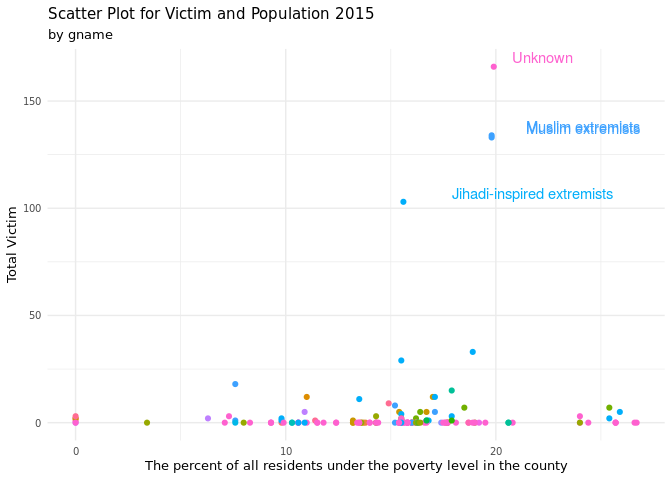 Scatter Plot for Victim and Population 2015
by gname
Unknown
Muslim extremists
Muslim extremists
Jihadi-inspired extremists
150
100
50
0
Total Victim
0 10 20
The percent of all residents under the poverty level in the county